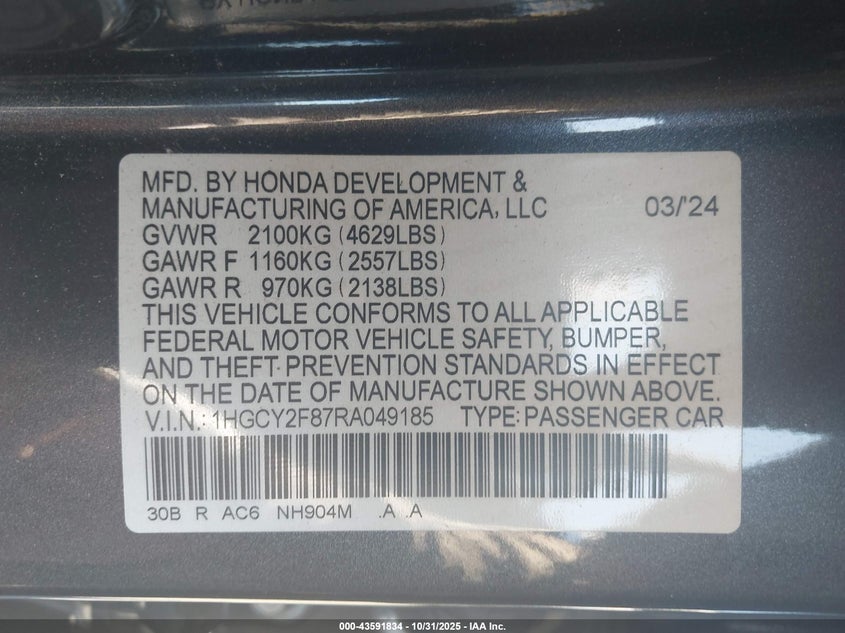 MFD. BY HONDA DEVELOPMENT &
MANUFACTURING OF AMERICA, LLC 03/'24
GVWR 2100KG (4629LBS)
GAWR F 1160KG (2557LBS)
GAWR R 970KG (2138LBS)
THIS VEHICLE CONFORMS TO ALL APPLICABLE
FEDERAL MOTOR VEHICLE SAFETY, BUMPER,
AND THEFT PREVENTION STANDARDS IN EFFECT
ON THE DATE OF MANUFACTURE SHOWN ABOVE.
V.I.N.: 1HGCY2F87RA049185 TYPE: PASSENGER CAR
30B R AC6 NH904M .A .A
000-43591834 - 10/31/2025 - IAA Inc.